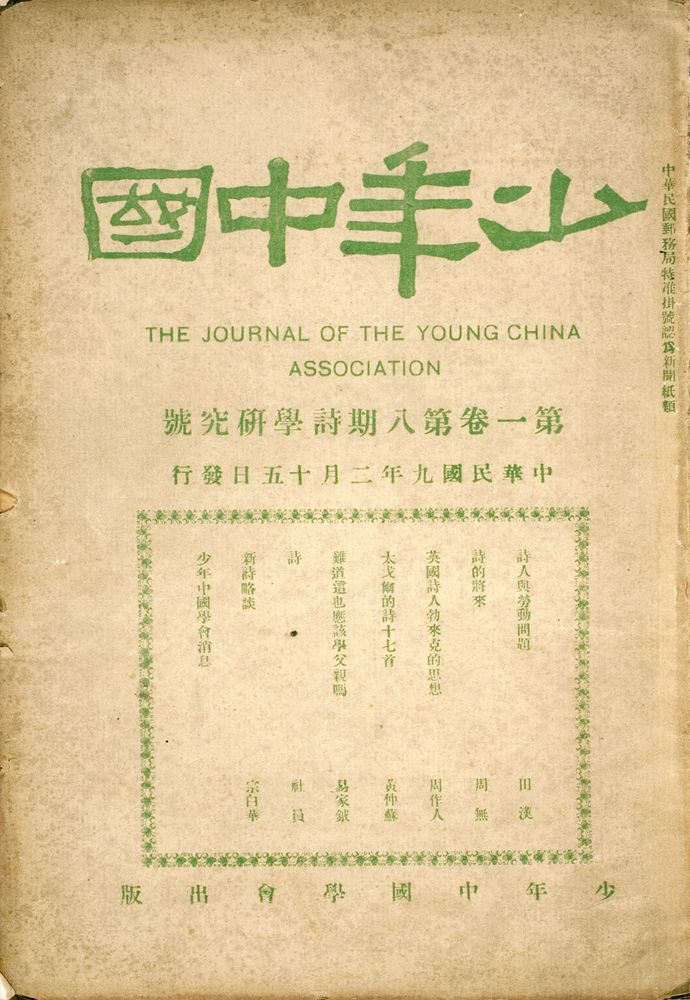 中華民國郵務局特准掛號認爲新聞紙類
少年中國
THE JOURNAL OF THE YOUNG CHINA
ASSOCIATION
第一卷第八期詩學研究號
中華民國九年二月十五日發行
詩人與勞動問題 田漢
詩的將來 周無
英國詩人勃來克的思想 周作人
太戈爾的詩十七首 黃仲蘇
難道這也應該學父親嗎 易家鉞
詩 社員
新詩略談 宗白華
少年中國學會消息
少年中國學會出版